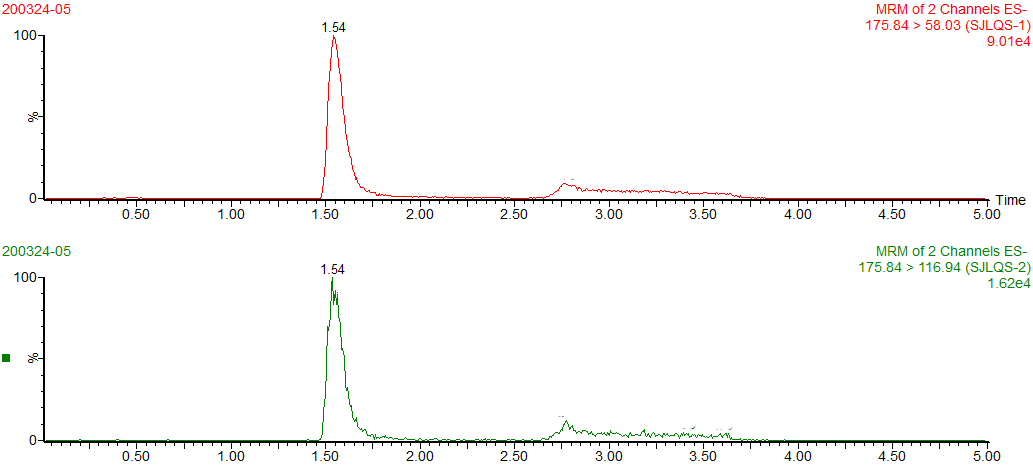 200324-05
MRM of 2 Channels ES-
175.84 > 58.03 (SJLQS-1)
9.01e4
1.54
100
%
0
0.50 1.00 1.50 2.00 2.50 3.00 3.50 4.00 4.50 5.00 Time
200324-05
MRM of 2 Channels ES-
175.84 > 116.94 (SJLQS-2)
1.62e4
1.54
100
%
0
0.50 1.00 1.50 2.00 2.50 3.00 3.50 4.00 4.50 5.00